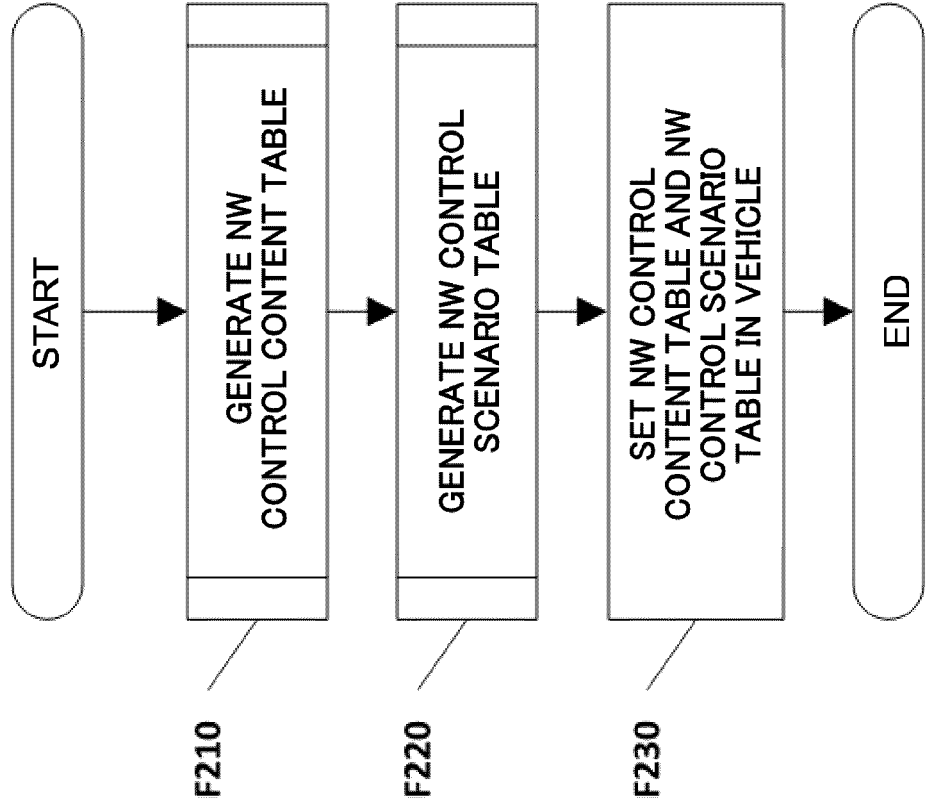 START
F210
GENERATE NW
CONTROL CONTENT TABLE
F220
GENERATE NW CONTROL
SCENARIO TABLE
F230
SET NW CONTROL
CONTENT TABLE AND NW
CONTROL SCENARIO
TABLE IN VEHICLE
END